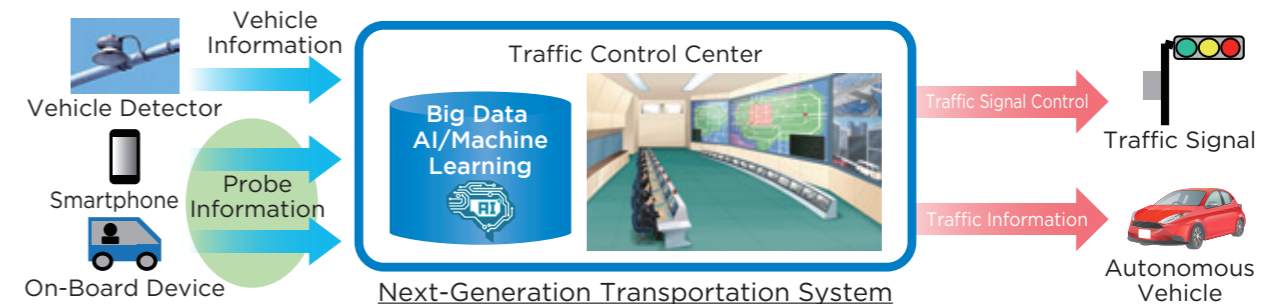 Vehicle
Information
Vehicle Detector
Smartphone
Probe
Information
On-Board Device
Traffic Control Center
Big Data
AI/Machine
Learning
AI
Next-Generation Transportation System
Traffic Signal Control
Traffic Signal
Traffic Information
Autonomous
Vehicle